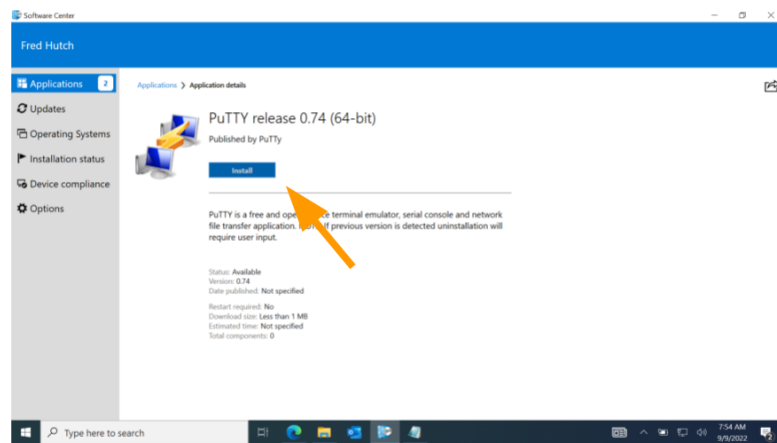 Software Center
Fred Hutch
Applications 2
Updates
Operating Systems
Installation status
Device compliance
Options
Applications Application details
PuTTY release 0.74 (64-bit)
Published by PuTTy
Install
PuTTY is a free and ope ce terminal emulator, serial console and network
file transfer application. If previous version is detected uninstallation will
require user input.
Status: Available
Version: 0.74
Date published: Not specified
Restart required: No
Download size: Less than 1 MB
Estimated time: Not specified
Total components: 0
Type here to search
7:54 AM
9/9/2022